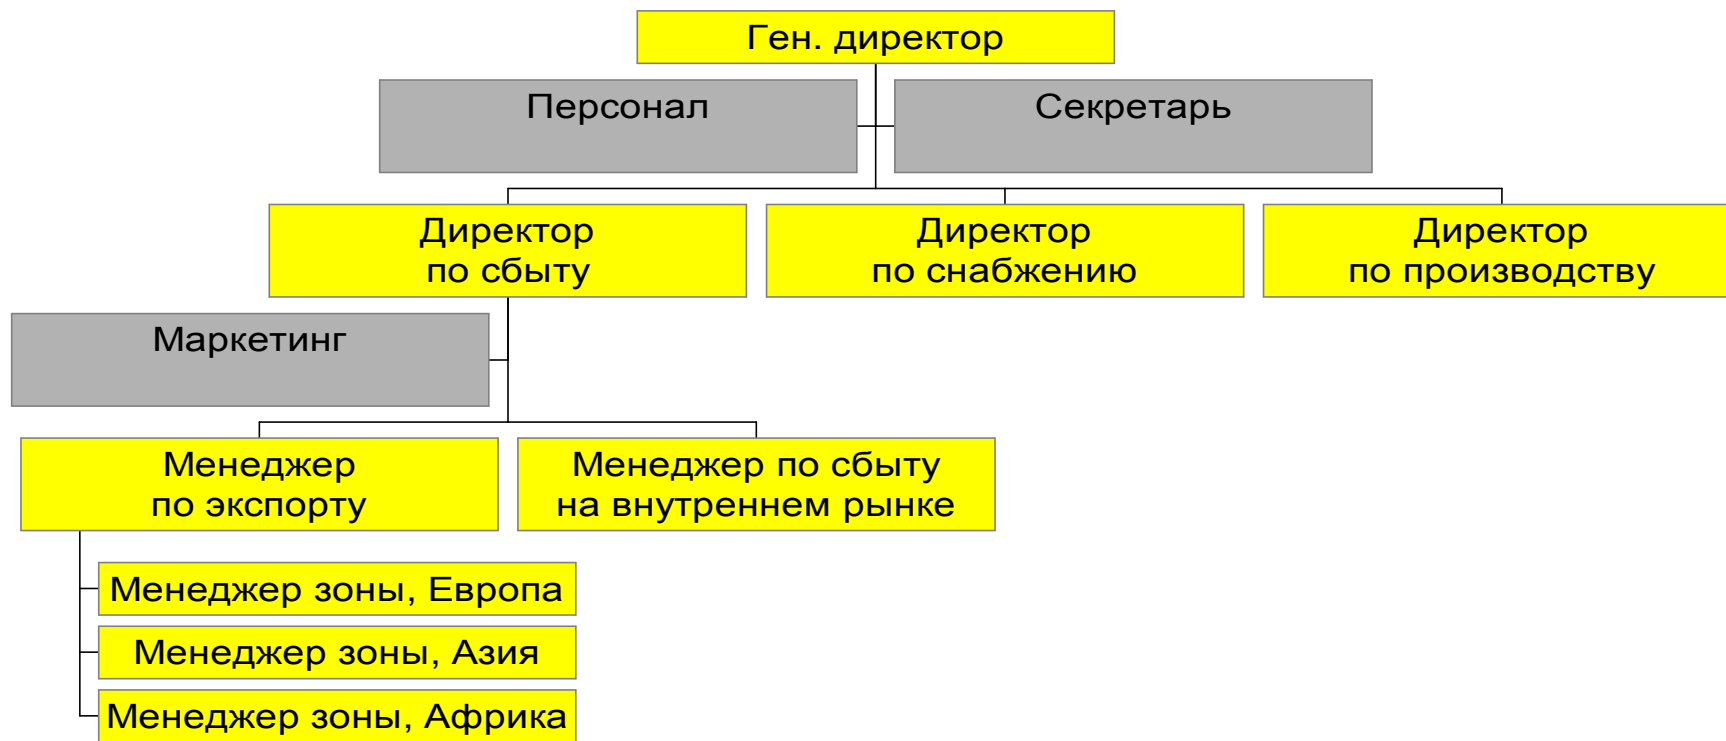 Ген. директор
Персонал
Секретарь
Директор
по сбыту
Директор
по снабжению
Директор
по производству
Маркетинг
Менеджер
по экспорту
Менеджер по сбыту
на внутреннем рынке
Менеджер зоны, Европа
Менеджер зоны, Азия
Менеджер зоны, Африка